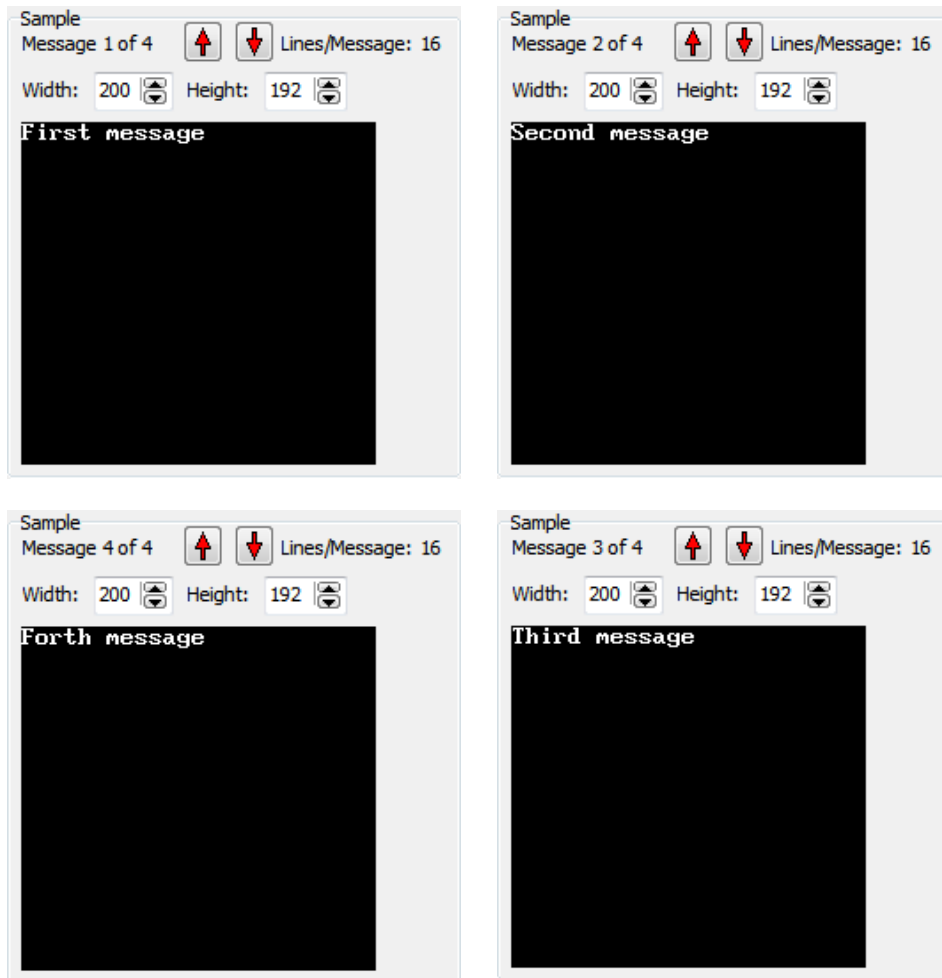 Sample
Message 1 of 4 Lines/Message: 16
Width: 200 Height: 192
First message
Sample
Message 2 of 4 Lines/Message: 16
Width: 200 Height: 192
Second message
Sample
Message 4 of 4 Lines/Message: 16
Width: 200 Height: 192
Forth message
Sample
Message 3 of 4 Lines/Message: 16
Width: 200 Height: 192
Third message